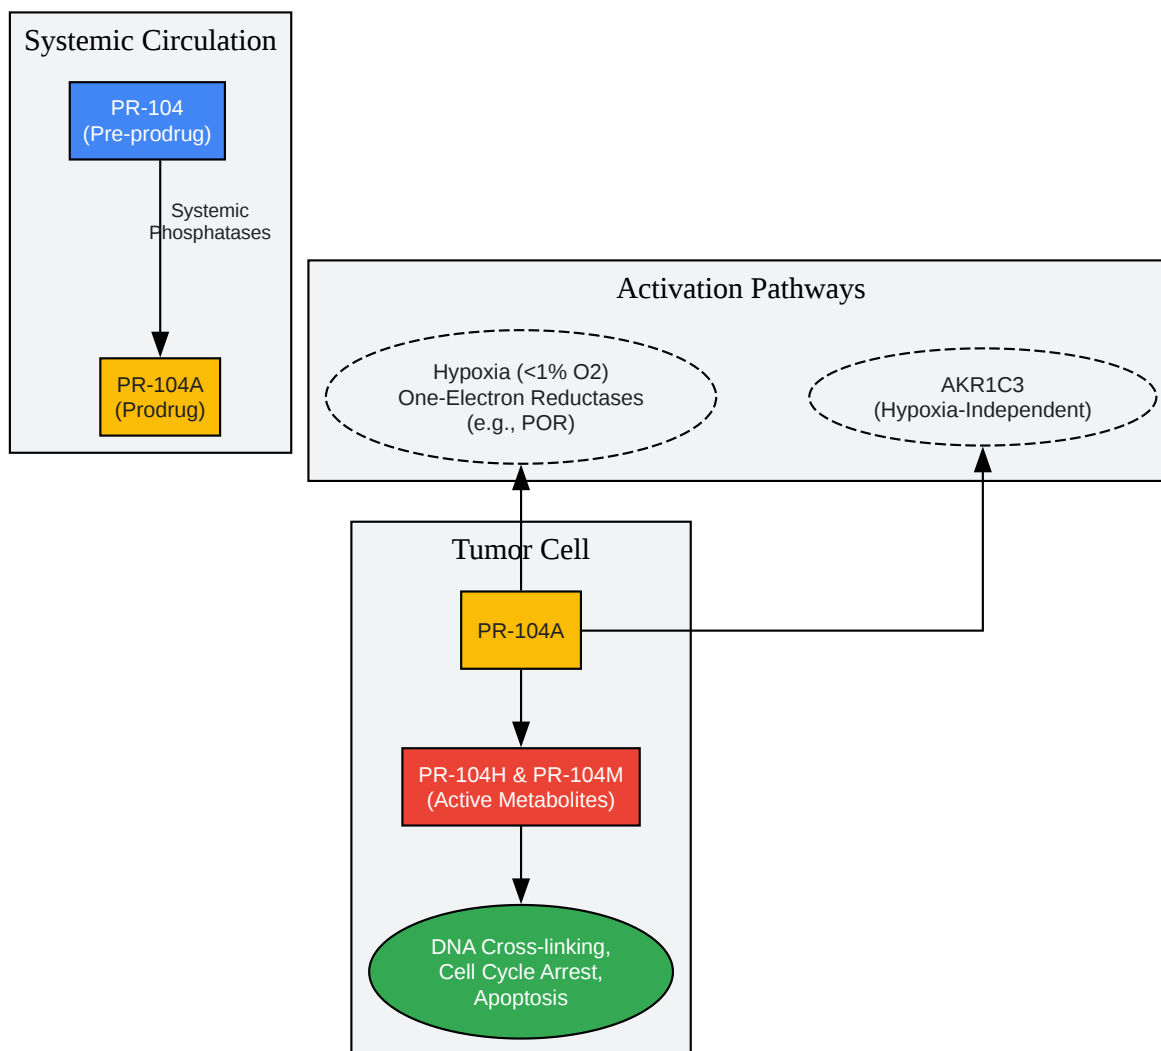 Systemic Circulation
PR-104
(Pre-prodrug)
Systemic
Phosphatases
PR-104A
(Prodrug)
Activation Pathways
Hypoxia (<1% O2)
One-Electron Reductases
(e.g., POR)
AKR1C3
(Hypoxia-Independent)
Tumor Cell
PR-104A
PR-104H & PR-104M
(Active Metabolites)
DNA Cross-linking,
Cell Cycle Arrest,
Apoptosis